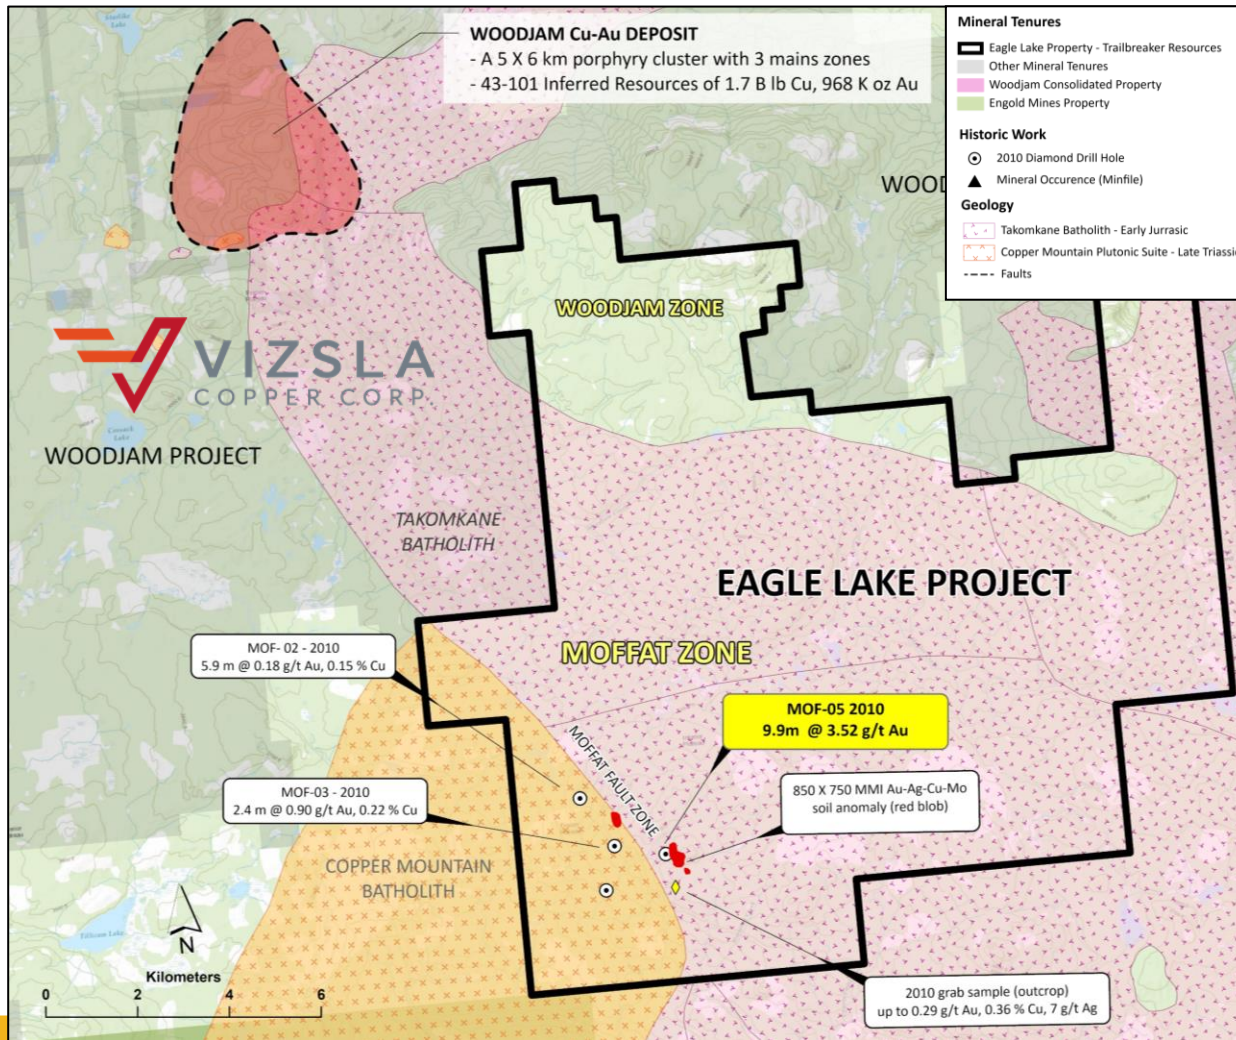 WOODJAM Cu-Au DEPOSIT
- A 5 X 6 km porphyry cluster with 3 mains zones
- 43-101 Inferred Resources of 1.7 B lb Cu, 968 K oz Au
Mineral Tenures
Eagle Lake Property - Trailbreaker Resources
Other Mineral Tenures
Woodjam Consolidated Property
Engold Mines Property
Historic Work
2010 Diamond Drill Hole
Mineral Occurence (Minfile)
Geology
Takomkane Batholith - Early Jurrasic
Copper Mountain Plutonic Suite - Late Triassic
Faults
WOOD
WOODJAM ZONE
VIZSLA
COPPER CORP
WOODJAM PROJECT
TAKOMKANE
BATHOLITH
EAGLE LAKE PROJECT
MOFFAT ZONE
MOF- 02 - 2010
5.9 m @ 0.18 g/t Au, 0.15 % Cu
MOF-05 2010
9.9m @ 3.52 g/t Au
MOFFAT FAULT ZONE
MOF-03 - 2010
2.4 m @ 0.90 g/t Au, 0.22 % Cu
850 X 750 MMI Au-Ag-Cu-Mo
soil anomaly (red blob)
COPPER MOUNTAIN
BATHOLITH
N
Kilometers
0 2 4 6
2010 grab sample (outcrop)
up to 0.29 g/t Au, 0.36 % Cu, 7 g/t Ag